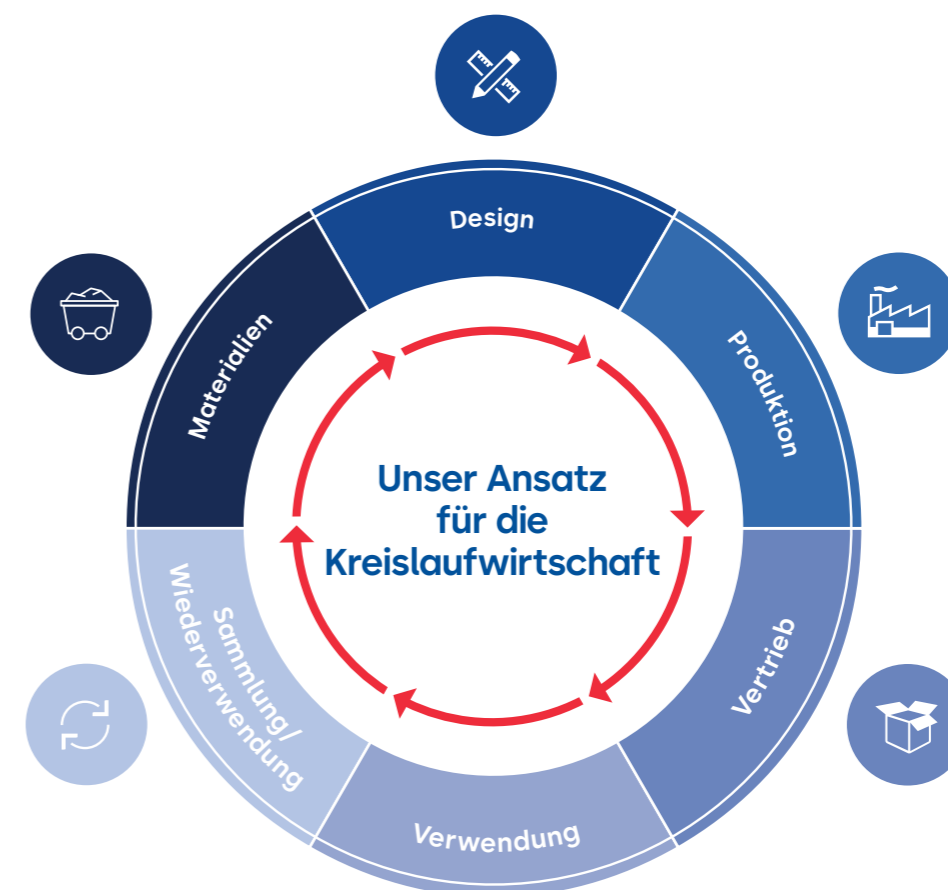 Design
Produktion
Vertrieb
Verwendung
Sammlung/
Wiederverwendung
Materialien
Unser Ansatz
für die
Kreislaufwirtschaft